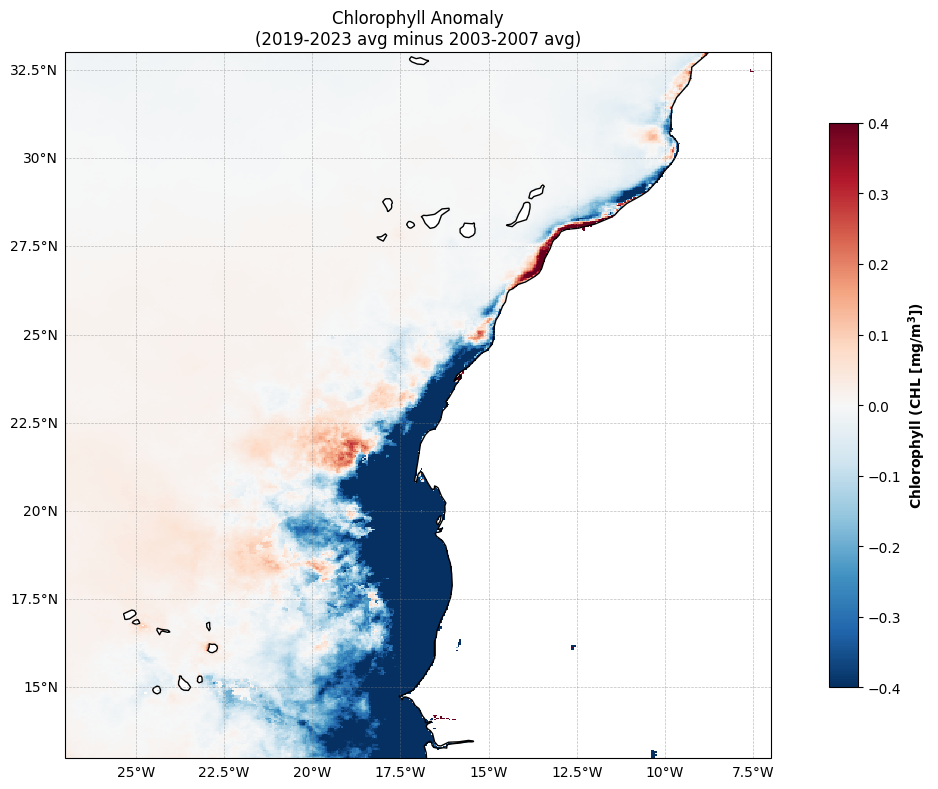 Chlorophyll Anomaly
(2019-2023 avg minus 2003-2007 avg)
32.5°N
30°N
27.5°N
25°N
22.5°N
20°N
17.5°N
15°N
25°W
22.5°W
20°W
17.5°W
15°W
12.5°W
10°W
7.5°W
0.4
0.3
0.2
0.1
0.0
−0.1
−0.2
−0.3
−0.4
Chlorophyll (CHL [mg/m³])